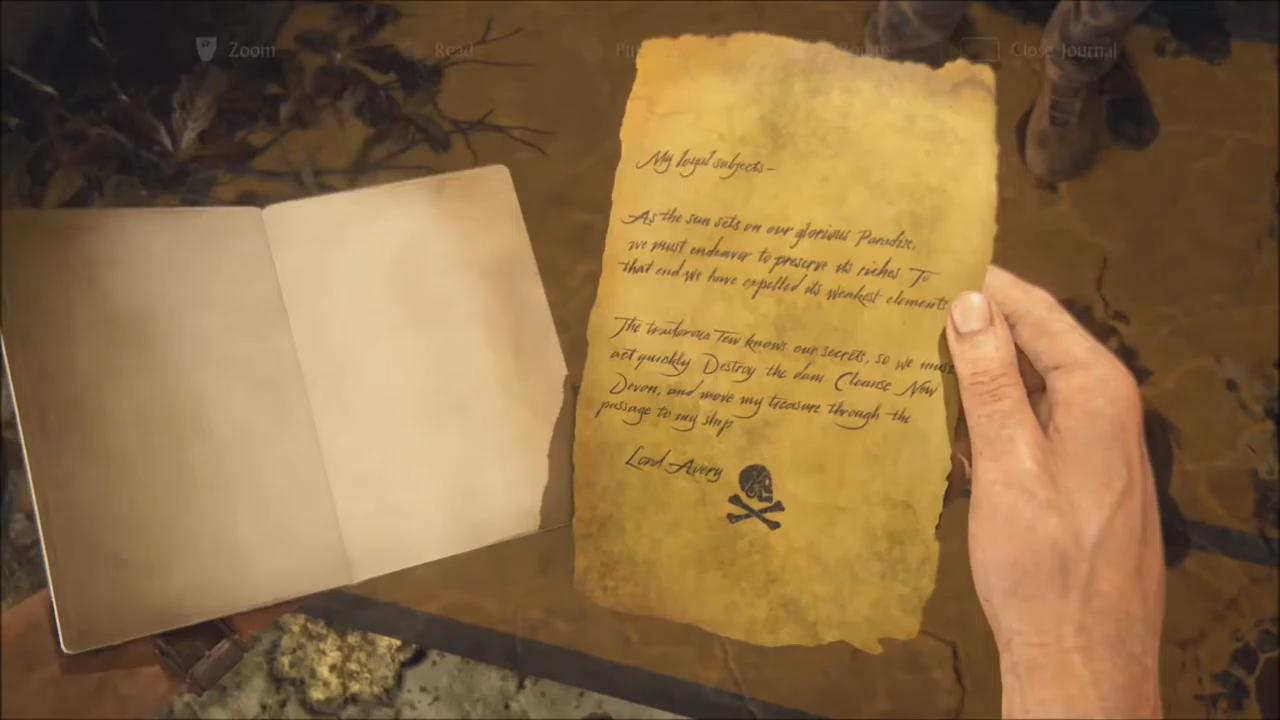 Zoom Read Close Journal
My loyal subjects-
As the sun sets on our glorious Paradise,
we must endeavor to preserve its riches. To
that end we have expelled its weakest elements
The traitorous Tew knows our secrets, so we must
act quickly Destroy the dam Cleanse New
Devon, and move my treasure through the
passage to my ship
Lord Avery